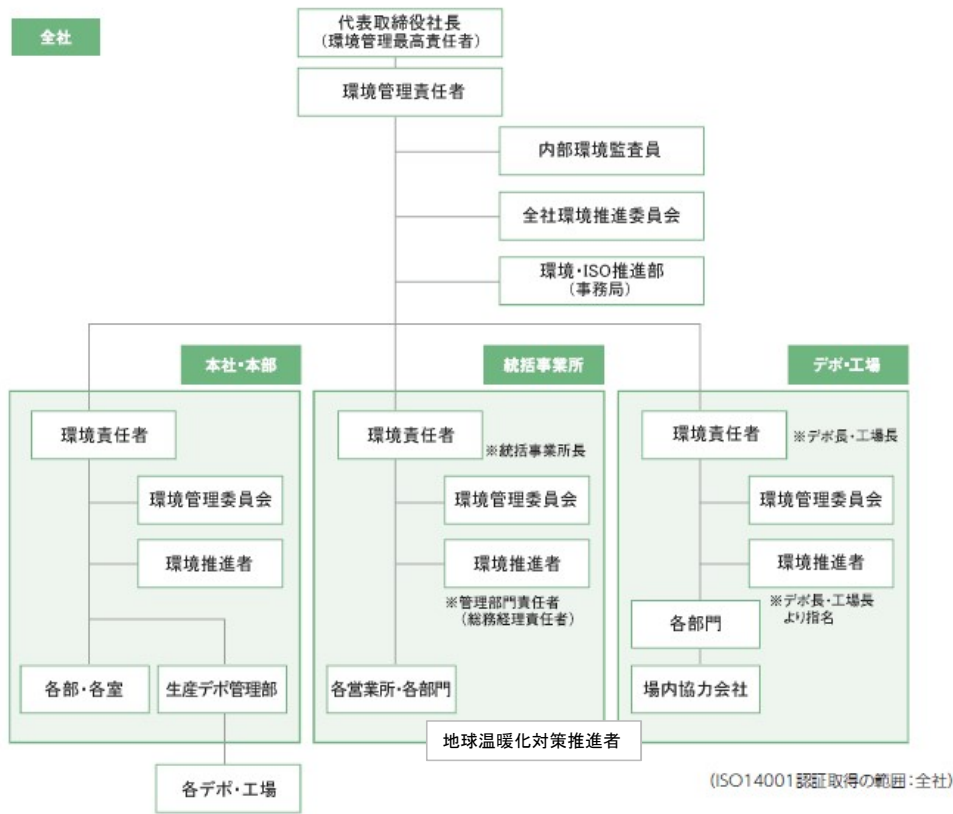 全社
代表取締役社長
（環境管理最高責任者）
環境管理責任者
内部環境監査員
全社環境推進委員会
環境・ISO推進部
（事務局）
本社・本部
環境責任者
環境管理委員会
環境推進者
各部・各室
生産デポ管理部
各デポ・工場
統括事業所
環境責任者
※統括事業所長
環境管理委員会
環境推進者
※管理部門責任者
（総務経理責任者）
各営業所・各部門
地球温暖化対策推進者
デポ・工場
環境責任者
※デポ長・工場長
環境管理委員会
環境推進者
※デポ長・工場長
より指名
各部門
場内協力会社
（ISO14001認証取得の範囲：全社）